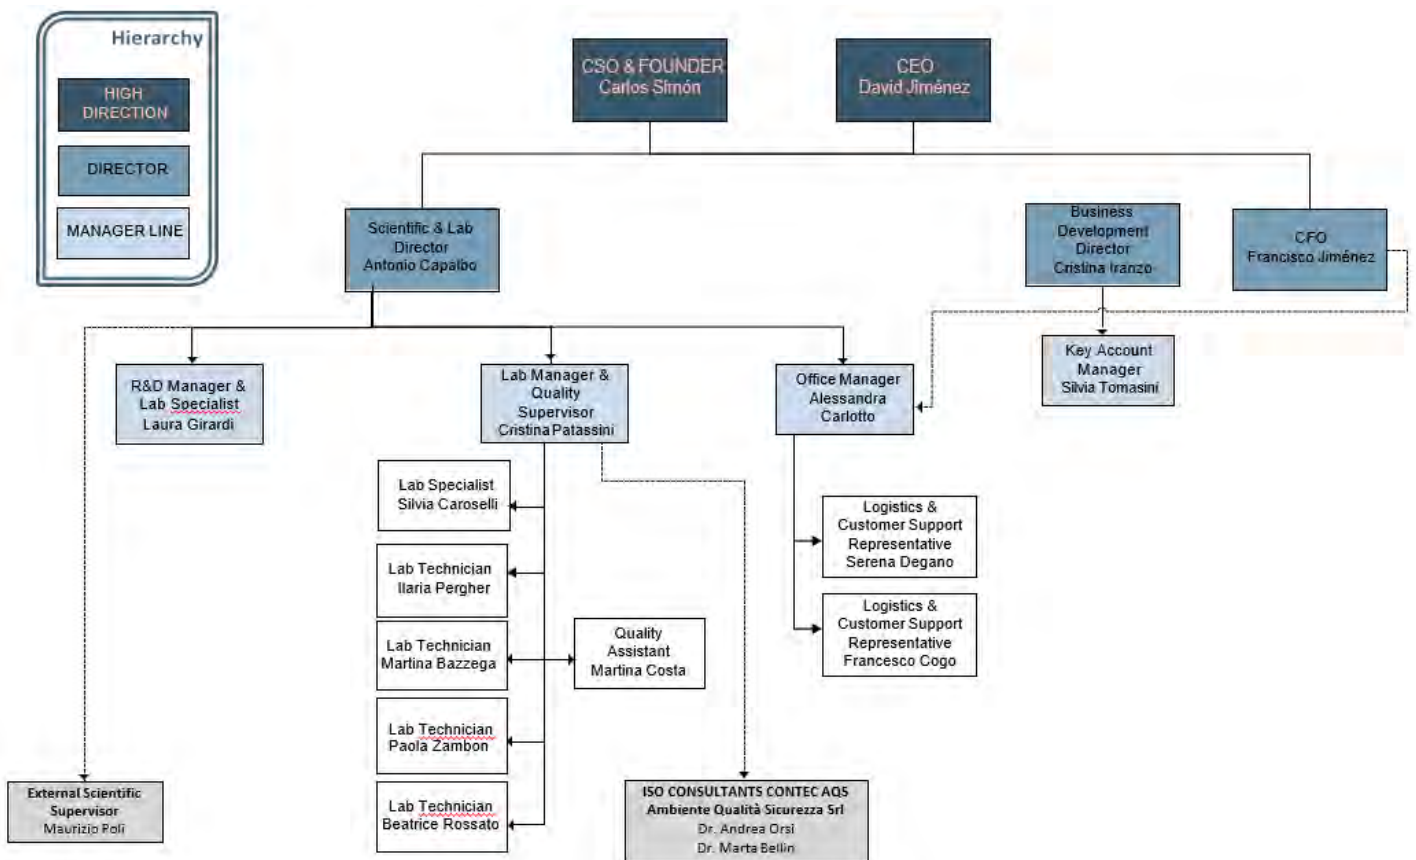 Hierarchy
HIGH
DIRECTION
DIRECTOR
MANAGER LINE
CSO & FOUNDER
Carlos Simón
CEO
David Jiménez
Scientific & Lab
Director
Antonio Capalbo
Business
Development
Director
Cristina Iranzo
CFO
Francisco Jiménez
R&D Manager &
Lab Specialist
Laura Girardi
Lab Manager &
Quality
Supervisor
Cristina Patassini
Office Manager
Alessandra
Carlotto
Key Account
Manager
Silvia Tomasini
Lab Specialist
Silvia Caroselli
Lab Technician
Ilaria Pergher
Lab Technician
Martina Bazzega
Lab Technician
Paola Zambon
Lab Technician
Beatrice Rossato
Quality
Assistant
Martina Costa
Logistics &
Customer Support
Representative
Serena Degano
Logistics &
Customer Support
Representative
Francesco Cogo
External Scientific
Supervisor
Maurizio Poli
ISO CONSULTANTS CONTEC AQS
Ambiente Qualità Sicurezza Srl
Dr. Andrea Orsi
Dr. Marta Bellin